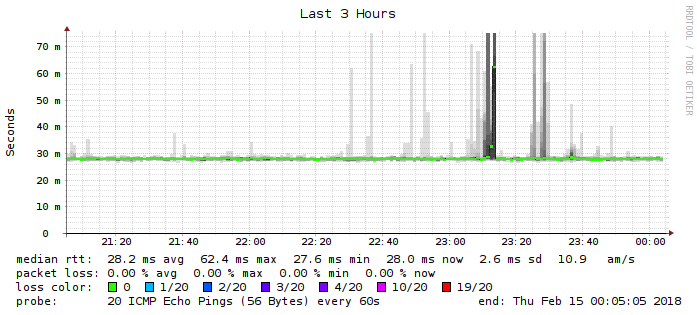 Last 3 Hours
RRDTOOL / TOBI OETIKER
Seconds
70 m
60 m
50 m
40 m
30 m
20 m
10 m
0
21:20 21:40 22:00 22:20 22:40 23:00 23:20 23:40 00:00
median rtt: 28.2 ms avg 62.4 ms max 27.6 ms min 28.0 ms now 2.6 ms sd 10.9 am/s
packet loss: 0.00 % avg 0.00 % max 0.00 % min 0.00 % now
loss color: 0 1/20 2/20 3/20 4/20 10/20 19/20
probe: 20 ICMP Echo Pings (56 Bytes) every 60s end: Thu Feb 15 00:05:05 2018